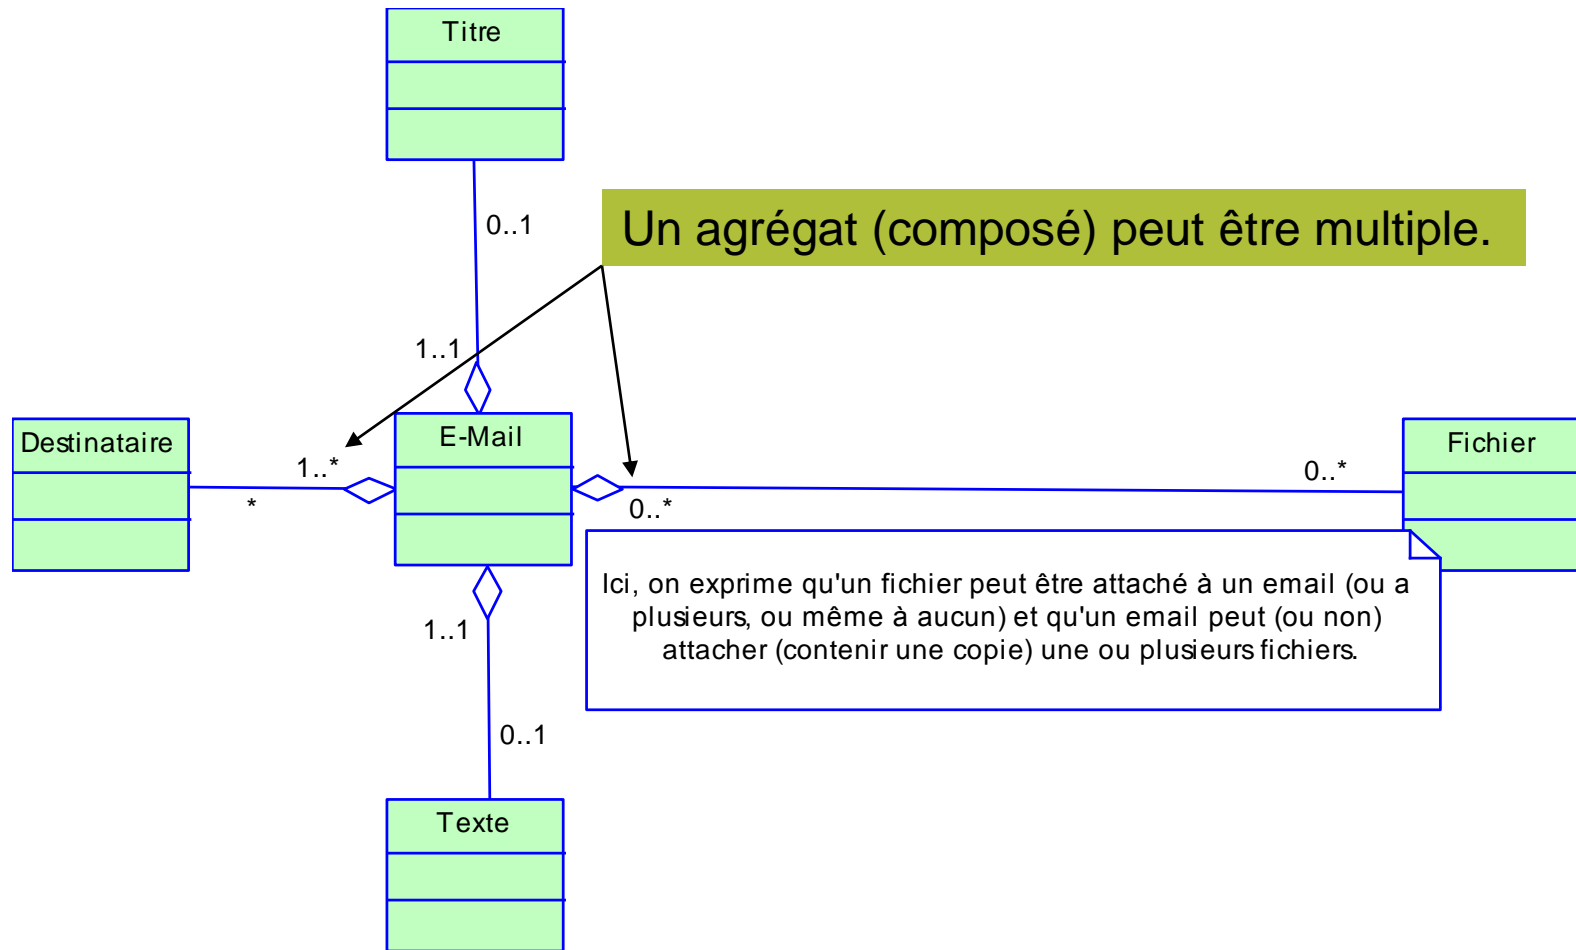 Titre
0..1
Un agrégat (composé) peut être multiple.
1..1
Destinataire
E-Mail
Fichier
1..*
0..*
*
0..*
Ici, on exprime qu'un fichier peut être attaché à un email (ou a
plusieurs, ou même à aucun) et qu'un email peut (ou non)
attacher (contenir une copie) une ou plusieurs fichiers.
1..1
0..1
Texte